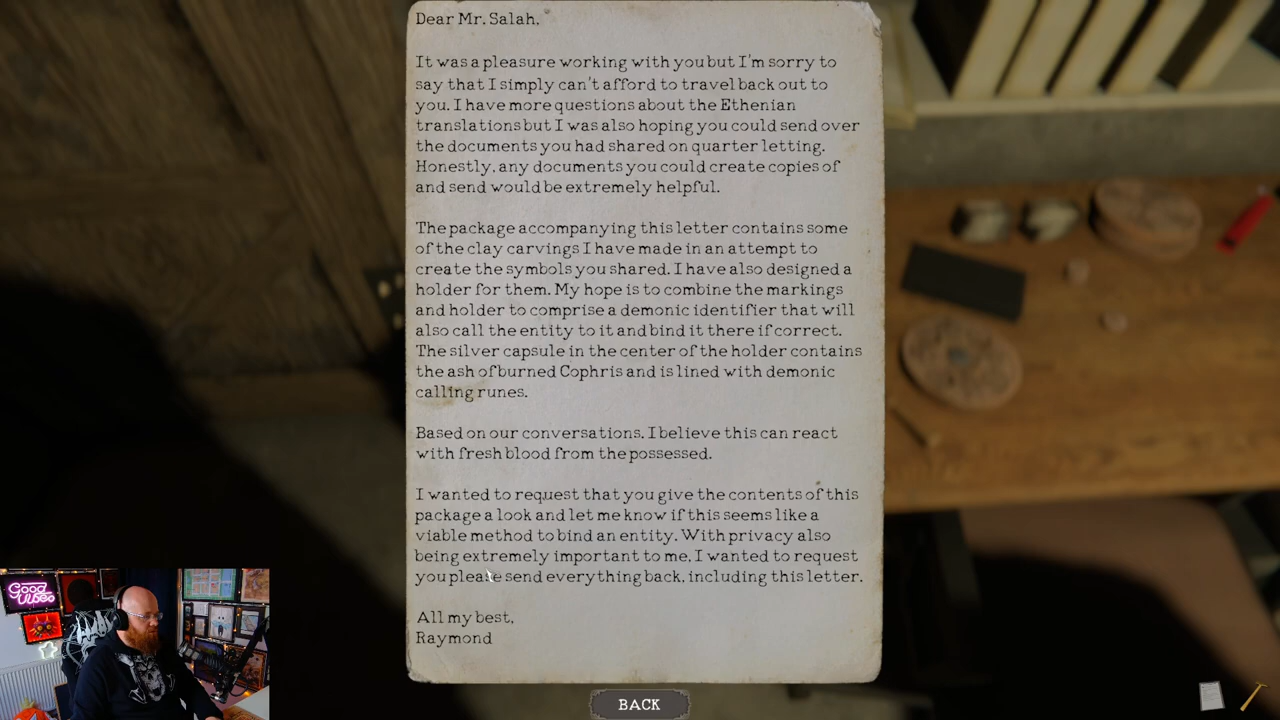 Dear Mr. Salah,
It was a pleasure working with you but I'm sorry to
say that I simply can't afford to travel back out to
you. I have more questions about the Ethenian
translations but I was also hoping you could send over
the documents you had shared on quarter letting.
Honestly, any documents you could create copies of
and send would be extremely helpful.
The package accompanying this letter contains some
of the clay carvings I have made in an attempt to
create the symbols you shared. I have also designed a
holder for them. My hope is to combine the markings
and holder to comprise a demonic identifier that will
also call the entity to it and bind it there if correct.
The silver capsule in the center of the holder contains
the ash of burned Cophris and is lined with demonic
calling runes.
Based on our conversations, I believe this can react
with fresh blood from the possessed.
I wanted to request that you give the contents of this
package a look and let me know if this seems like a
viable method to bind an entity. With privacy also
being extremely important to me, I wanted to request
you please send everything back, including this letter.
All my best,
Raymond
GOOD
Vibes
BACK